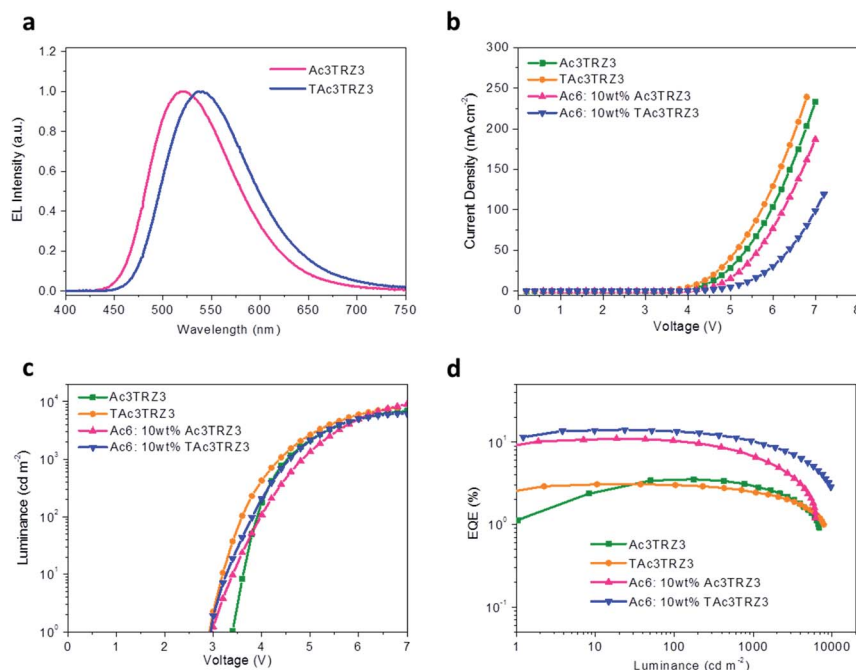 a
EL Intensity (a.u.)
1.2
1.0
0.8
0.6
0.4
0.2
0.0
Ac3TRZ3
TAc3TRZ3
400 450 500 550 600 650 700 750
Wavelength (nm)
b
Current Density (mA cm-2)
300
250
200
150
100
50
0
Ac3TRZ3
TAc3TRZ3
Ac6: 10wt% Ac3TRZ3
Ac6: 10wt% TAc3TRZ3
0 1 2 3 4 5 6 7 8
Voltage (V)
c
Luminance (cd m-2)
10⁴
10³
10²
10¹
10⁰
Ac3TRZ3
TAc3TRZ3
Ac6: 10wt% Ac3TRZ3
Ac6: 10wt% TAc3TRZ3
0 1 2 3 4 5 6 7
Voltage (V)
d
EQE (%)
10¹
10⁰
10⁻¹
Ac3TRZ3
TAc3TRZ3
Ac6: 10wt% Ac3TRZ3
Ac6: 10wt% TAc3TRZ3
1 10 100 1000 10000
Luminance (cd m-2)